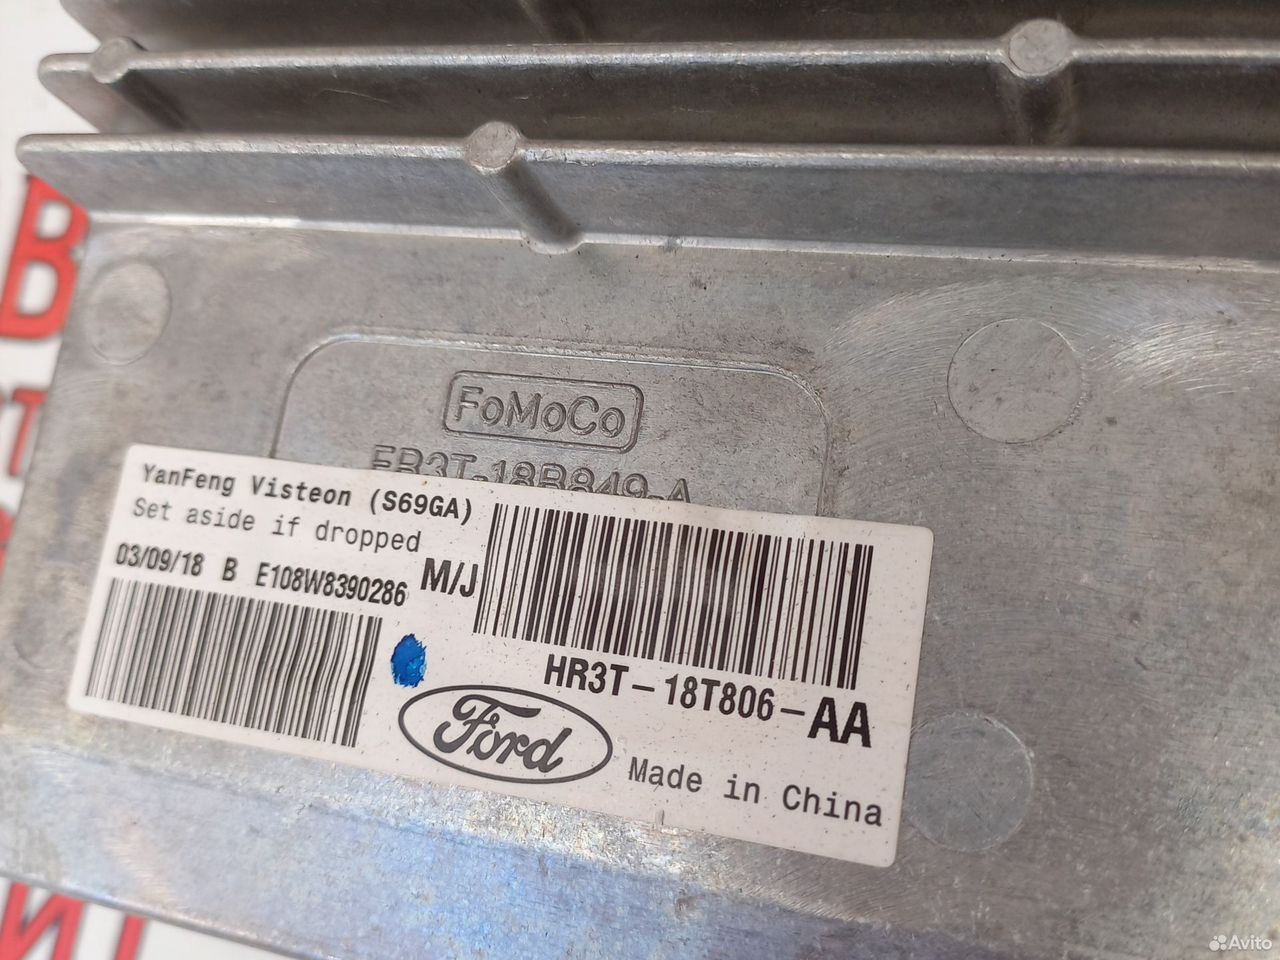 FoMoCo
YanFeng Visteon (S69GA)
Set aside if dropped
03/09/18 B E108W8390286 M/J
HR3T-18T806-AA
Ford
Made in China
Avito